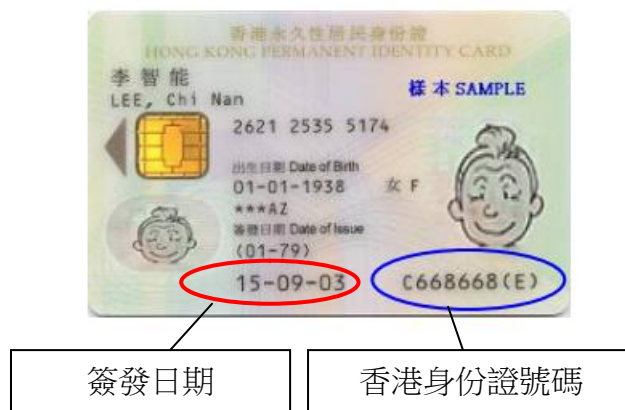 香港永久性居民身份證
HONG KONG PERMANENT IDENTITY CARD
李智能
LEE, Chi Nan
樣本 SAMPLE
2621 2535 5174
出生日期 Date of Birth
01-01-1938 女 F
***AZ
簽發日期 Date of Issue
(01-79)
15-09-03 C668668(E)
簽發日期 香港身份證號碼